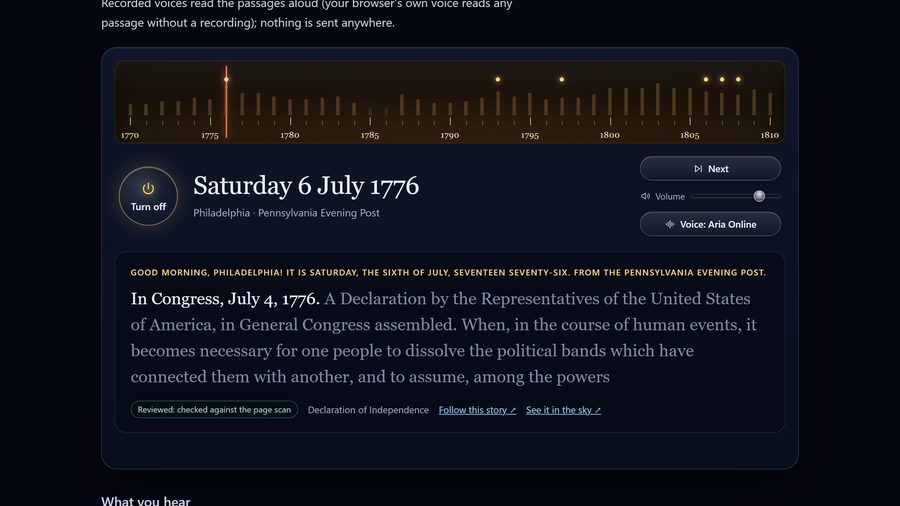 Recorded voices read the passages aloud (your browser's own voice reads any
passage without a recording); nothing is sent anywhere.
1770 1775 1780 1785 1790 1795 1800 1805 1810
Turn off
Saturday 6 July 1776
Philadelphia · Pennsylvania Evening Post
Next
Volume
Voice: Aria Online
GOOD MORNING, PHILADELPHIA! IT IS SATURDAY, THE SIXTH OF JULY, SEVENTEEN SEVENTY-SIX. FROM THE PENNSYLVANIA EVENING POST.
In Congress, July 4, 1776. A Declaration by the Representatives of the United States
of America, in General Congress assembled. When, in the course of human events, it
becomes necessary for one people to dissolve the political bands which have
connected them with another, and to assume, among the powers
Reviewed: checked against the page scan Declaration of Independence Follow this story ↗ See it in the sky ↗
What you hear